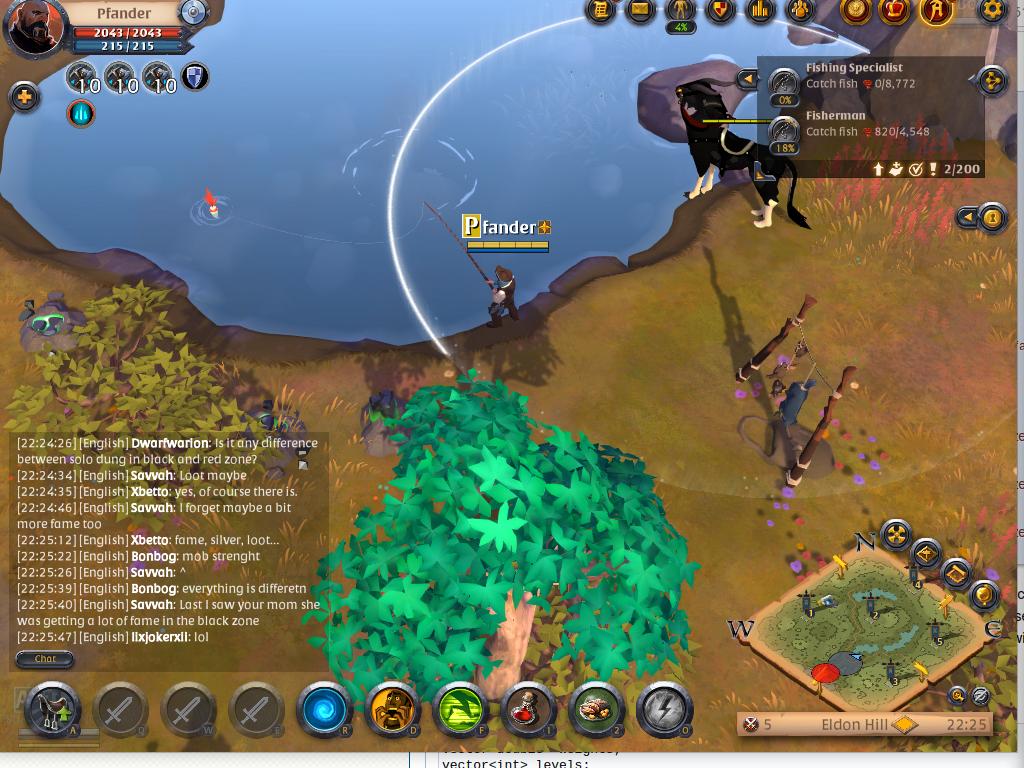 Pfander
2043 / 2043
215 / 215
4%
10
10
10
Fishing Specialist
Catch fish 0/8,772
0%
Fisherman
Catch fish 820/4,548
18%
2/200
Pfander
[22:24:26] [English] Dwarfwarion: Is it any difference
between solo dung in black and red zone?
[22:24:34] [English] Savvah: Loot maybe
[22:24:35] [English] Xbetto: yes, of course there is.
[22:24:46] [English] Savvah: I forget maybe a bit
more fame too
[22:25:12] [English] Xbetto: fame, silver, loot...
[22:25:22] [English] Bonbog: mob strenght
[22:25:26] [English] Savvah: ^
[22:25:39] [English] Bonbog: everything is differetn
[22:25:40] [English] Savvah: Last I saw your mom she
was getting a lot of fame in the black zone
[22:25:47] [English] lixjokerxii: lol
Chat
N
W
E
1
2
3
4
5
A
Q
W
E
R
D
F
1
2
O
5
Eldon Hill
22:25
vector<int> levels;